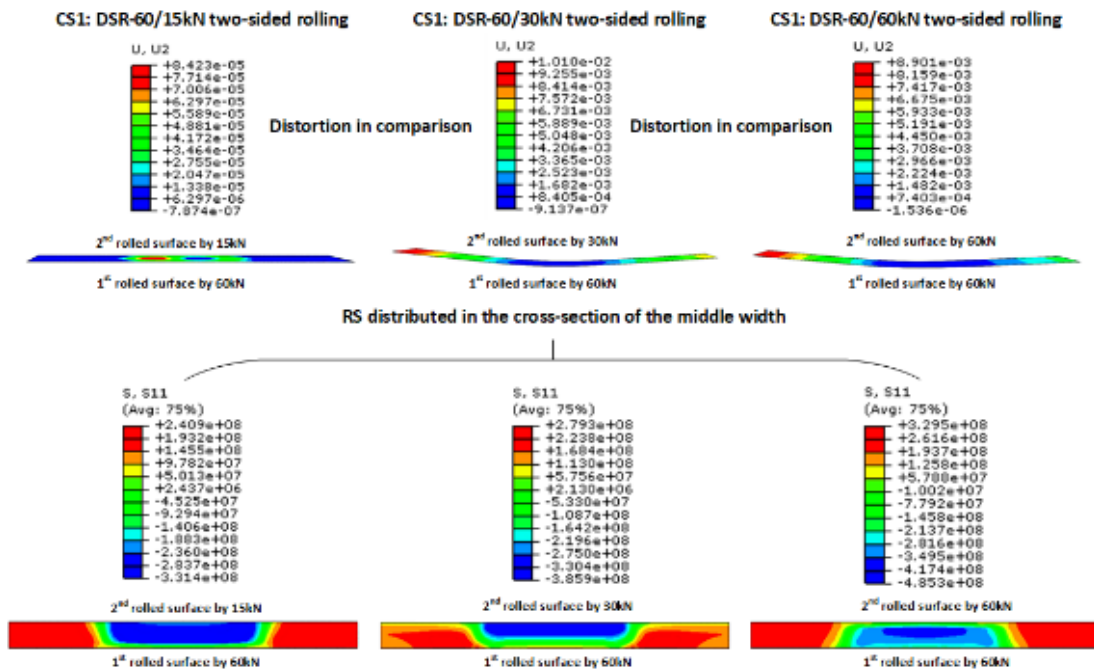 CS1: DSR-60/15kN two-sided rolling
CS1: DSR-60/30kN two-sided rolling
CS1: DSR-60/60kN two-sided rolling
U, U2
+8.423e-05
+7.714e-05
+7.006e-05
+6.297e-05
+5.589e-05
+4.881e-05
+4.172e-05
+3.464e-05
+2.755e-05
+2.047e-05
+1.338e-05
+6.297e-06
-7.874e-07
Distortion in comparison
U, U2
+1.010e-02
+9.255e-03
+8.414e-03
+7.572e-03
+6.731e-03
+5.889e-03
+5.048e-03
+4.206e-03
+3.365e-03
+2.523e-03
+1.682e-03
+8.405e-04
-9.137e-07
Distortion in comparison
U, U2
+8.901e-03
+8.159e-03
+7.417e-03
+6.675e-03
+5.933e-03
+5.191e-03
+4.450e-03
+3.708e-03
+2.966e-03
+2.224e-03
+1.482e-03
+7.403e-04
-1.536e-06
2nd rolled surface by 15kN
2nd rolled surface by 30kN
2nd rolled surface by 60kN
1st rolled surface by 60kN
1st rolled surface by 60kN
1st rolled surface by 60kN
RS distributed in the cross-section of the middle width
S, S11
(Avg: 75%)
+2.409e+08
+1.932e+08
+1.455e+08
+9.782e+07
+5.013e+07
+2.437e+06
-4.525e+07
-9.294e+07
-1.406e+08
-1.883e+08
-2.360e+08
-2.837e+08
-3.314e+08
S, S11
(Avg: 75%)
+2.793e+08
+2.238e+08
+1.684e+08
+1.130e+08
+5.756e+07
+2.130e+06
-5.330e+07
-1.087e+08
-1.642e+08
-2.196e+08
-2.750e+08
-3.304e+08
-3.859e+08
S, S11
(Avg: 75%)
+3.295e+08
+2.616e+08
+1.937e+08
+1.258e+08
+5.788e+07
-1.002e+07
-7.792e+07
-1.458e+08
-2.137e+08
-2.816e+08
-3.495e+08
-4.174e+08
-4.853e+08
2nd rolled surface by 15kN
2nd rolled surface by 30kN
2nd rolled surface by 60kN
1st rolled surface by 60kN
1st rolled surface by 60kN
1st rolled surface by 60kN